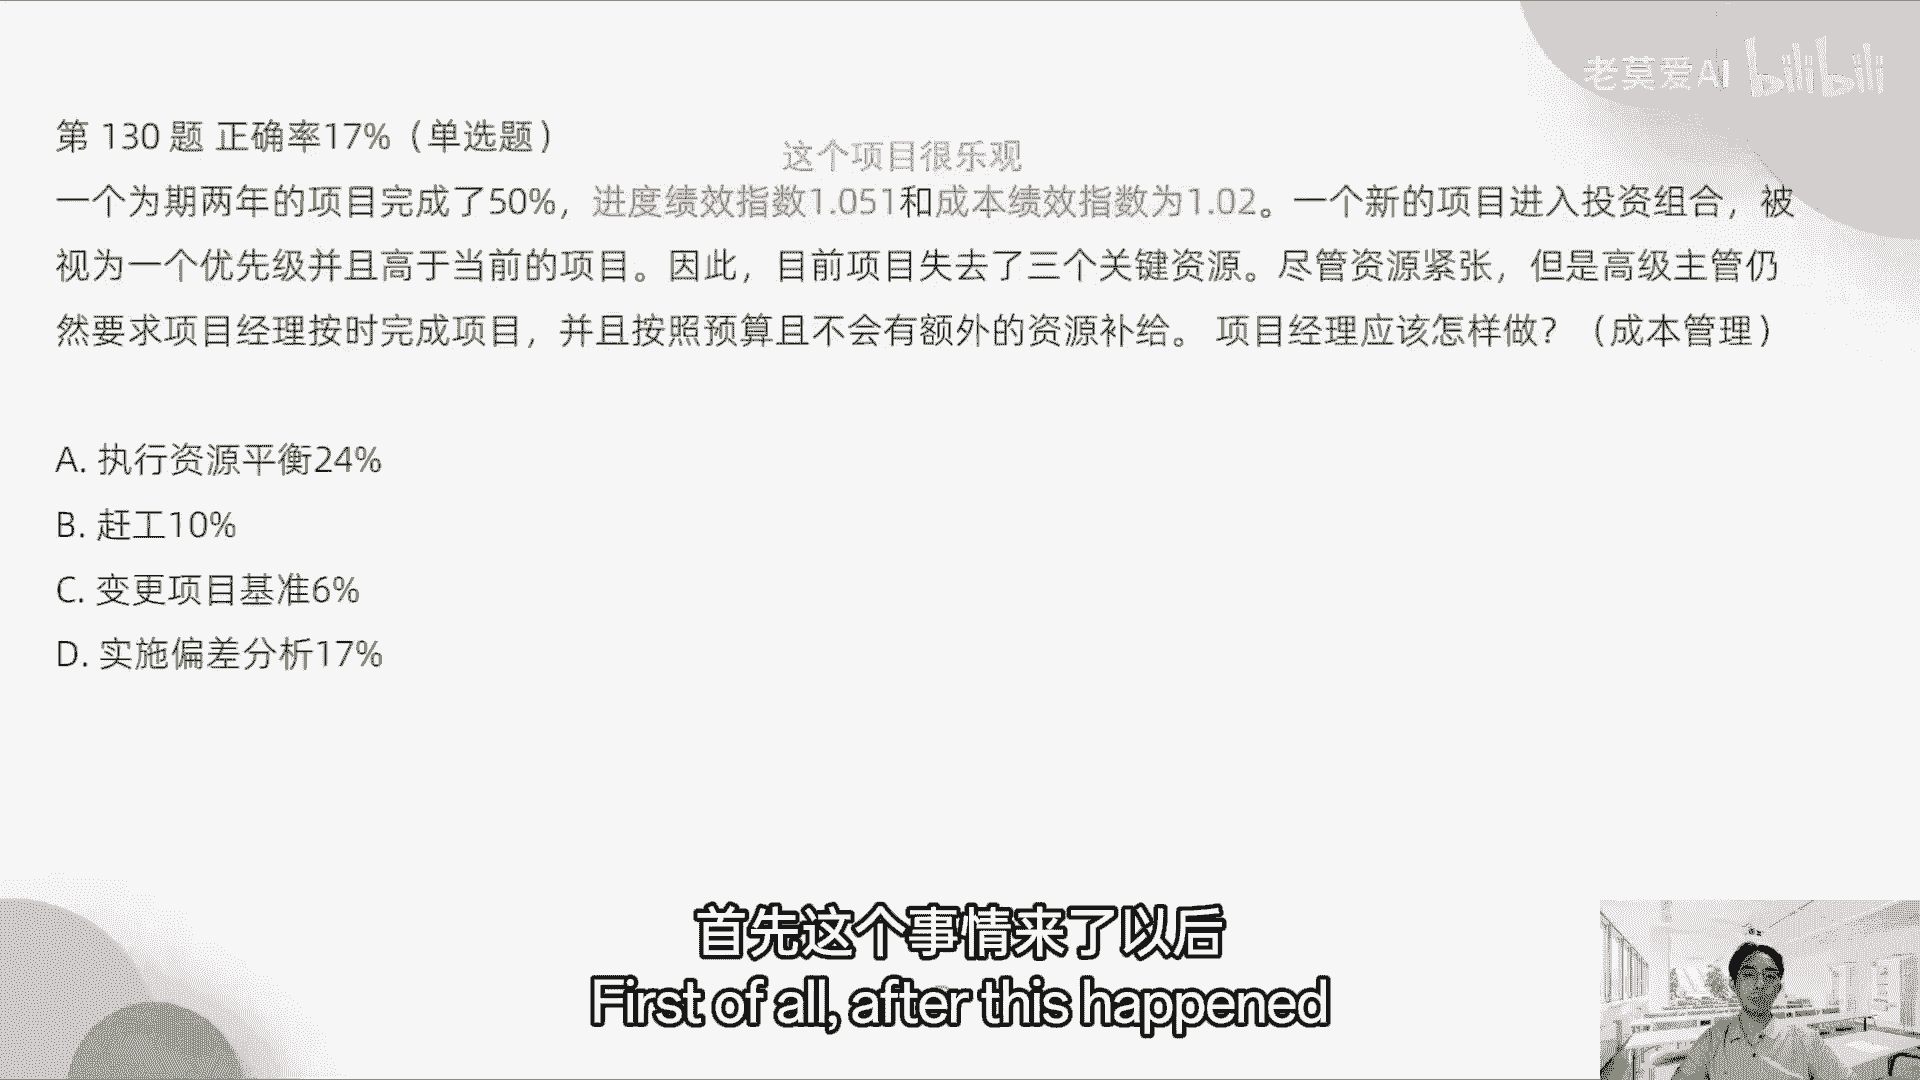 老莫爱AI bilibili
第 130 题 正确率17%（单选题）
这个项目很乐观
一个为期两年的项目完成了50%，进度绩效指数1.051和成本绩效指数为1.02。一个新的项目进入投资组合，被
视为一个优先级并且高于当前的项目。因此，目前项目失去了三个关键资源。尽管资源紧张，但是高级主管仍
然要求项目经理按时完成项目，并且按照预算且不会有额外的资源补给。 项目经理应该怎样做？（成本管理）
A. 执行资源平衡24%
B. 赶工10%
C. 变更项目基准6%
D. 实施偏差分析17%
首先这个事情来了以后
First of all, after this happened